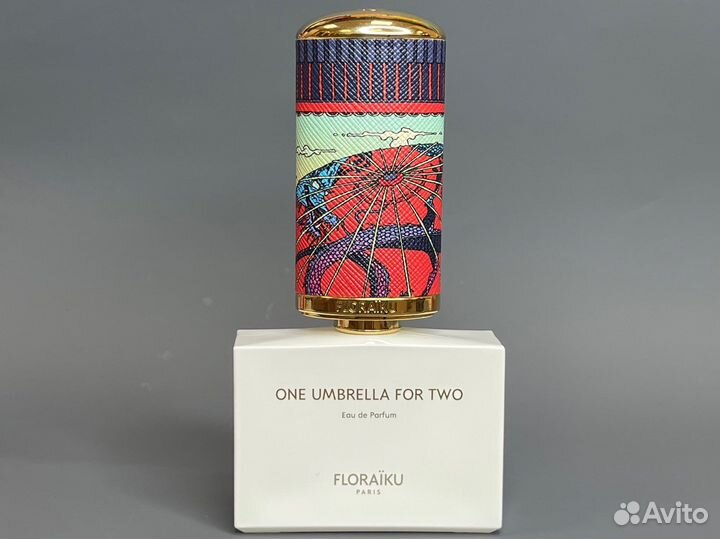 FLORAÏKU
ONE UMBRELLA FOR TWO
Eau de Parfum
FLORAÏKU
PARIS
Avito